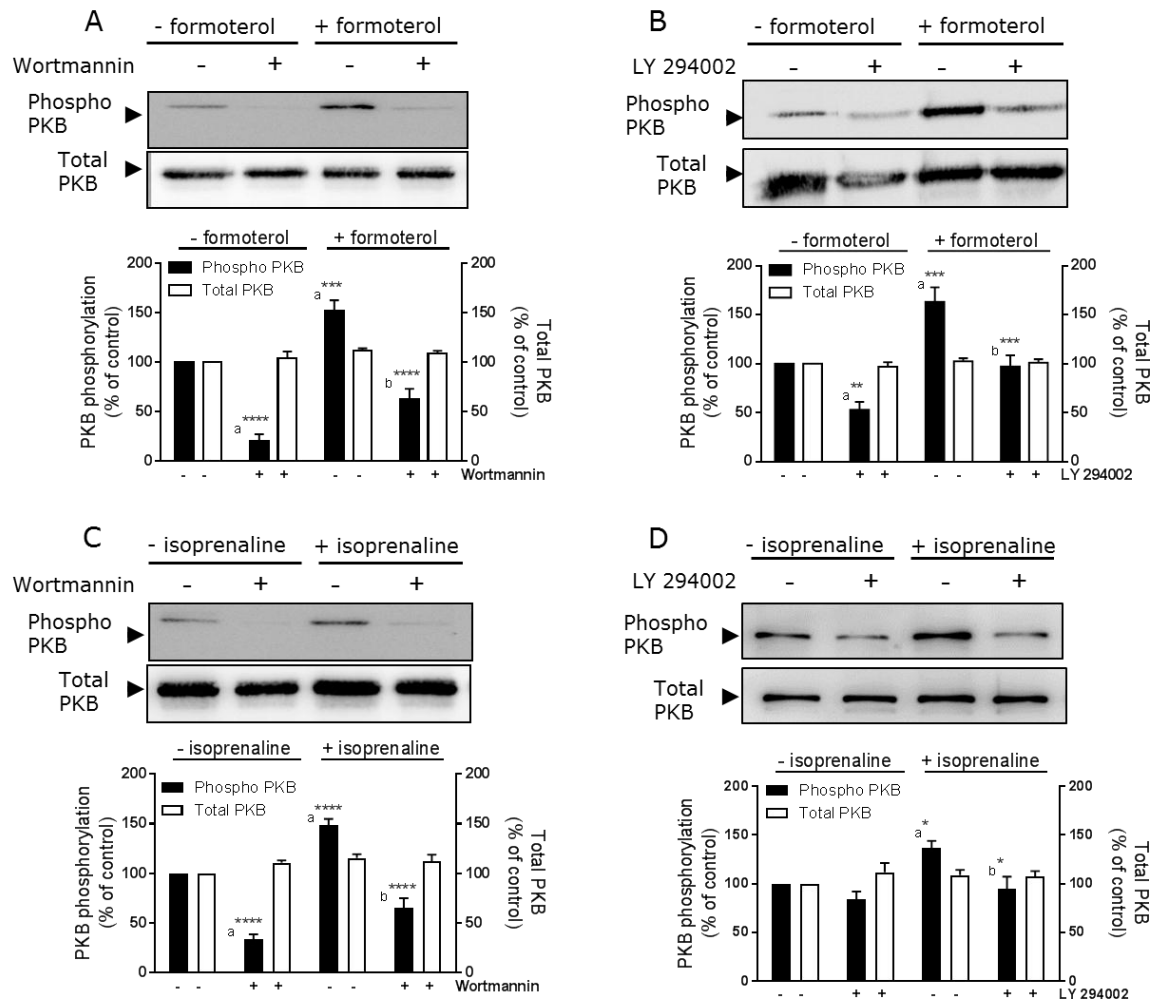 A
- formoterol + formoterol
Wortmannin - + - +
Phospho
PKB
Total
PKB
- formoterol + formoterol
Phospho PKB
Total PKB
PKB phosphorylation
(% of control)
200
150
100
50
0
a ****
a ***
b ****
200
150
100
50
0
Total PKB
(% of control)
- - + + - - + + Wortmannin
B
- formoterol + formoterol
LY 294002 - + - +
Phospho
PKB
Total
PKB
- formoterol + formoterol
Phospho PKB
Total PKB
PKB phosphorylation
(% of control)
200
150
100
50
0
a **
a ***
b ***
200
150
100
50
0
Total PKB
(% of control)
- - + + - - + + LY 294002
C
- isoprenaline + isoprenaline
Wortmannin - + - +
Phospho
PKB
Total
PKB
- isoprenaline + isoprenaline
Phospho PKB
Total PKB
PKB phosphorylation
(% of control)
200
150
100
50
0
a ****
a ****
b ****
200
150
100
50
0
Total PKB
(% of control)
- - + + - - + + Wortmannin
D
- isoprenaline + isoprenaline
LY 294002 - + - +
Phospho
PKB
Total
PKB
- isoprenaline + isoprenaline
Phospho PKB
Total PKB
PKB phosphorylation
(% of control)
200
150
100
50
0
a *
b *
200
150
100
50
0
Total PKB
(% of control)
- - + + - - + + LY 294002